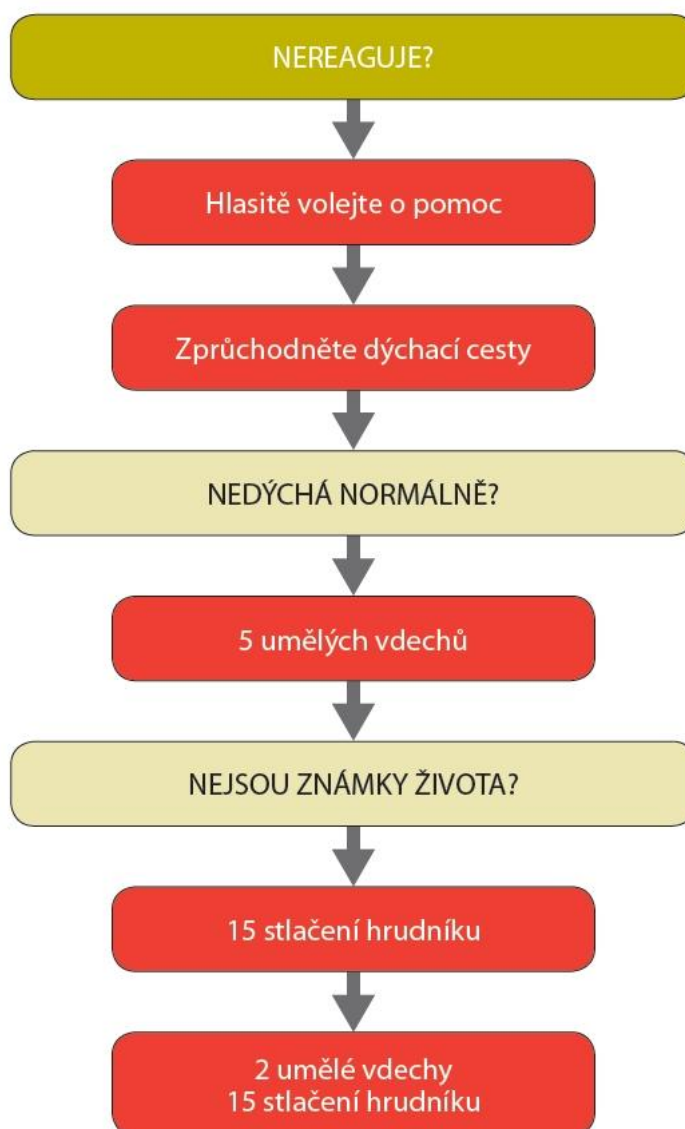 NEREAGUJE?
Hlasitě volejte o pomoc
Zprůchodněte dýchací cesty
NEDÝCHÁ NORMÁLNĚ?
5 umělých vdechů
NEJSOU ZNÁMKY ŽIVOTA?
15 stlačení hrudníku
2 umělé vdechy
15 stlačení hrudníku